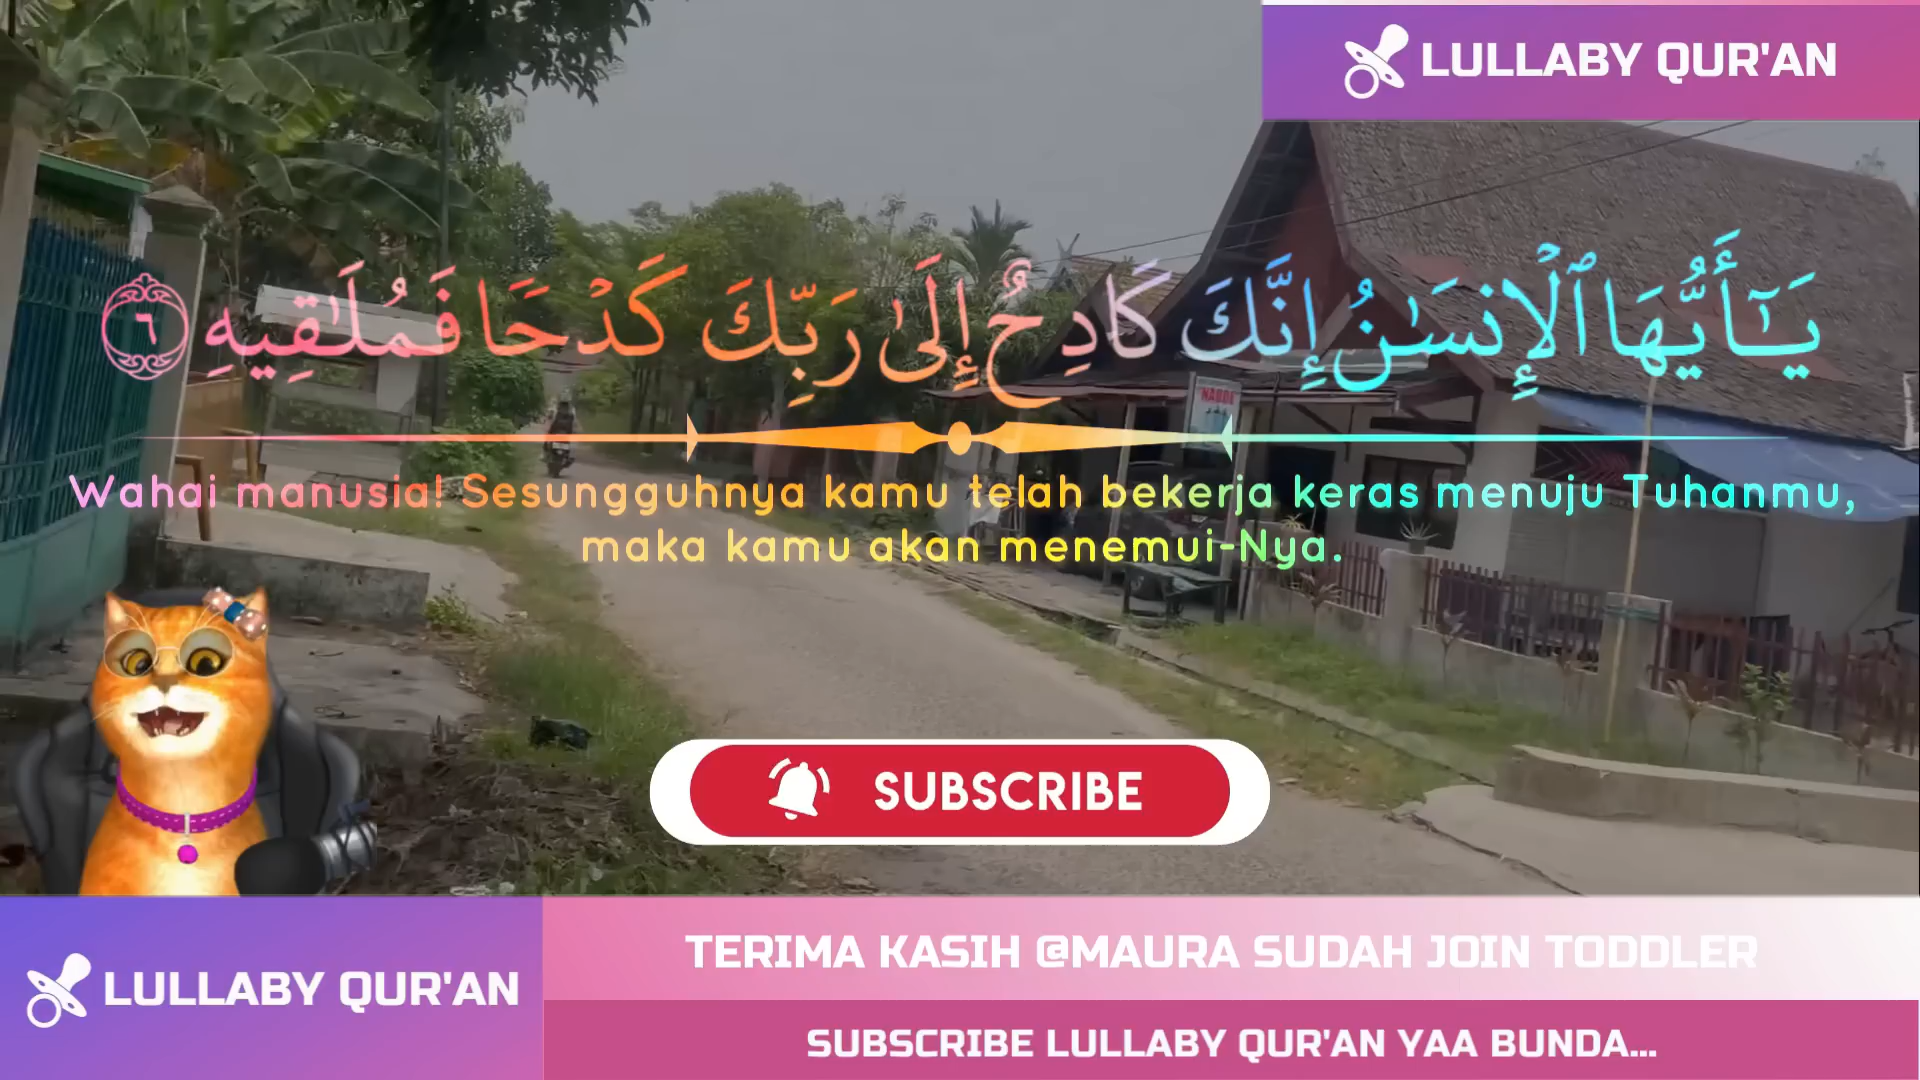 LULLABY QUR'AN
يَٰٓأَيُّهَا ٱلْإِنسَٰنُ إِنَّكَ كَادِحٌ إِلَىٰ رَبِّكَ كَدْحًا فَمُلَٰقِيهِ ٦
Wahai manusia! Sesungguhnya kamu telah bekerja keras menuju Tuhanmu,
maka kamu akan menemui-Nya.
SUBSCRIBE
LULLABY QUR'AN
TERIMA KASIH @MAURA SUDAH JOIN TODDLER
SUBSCRIBE LULLABY QUR'AN YAA BUNDA...